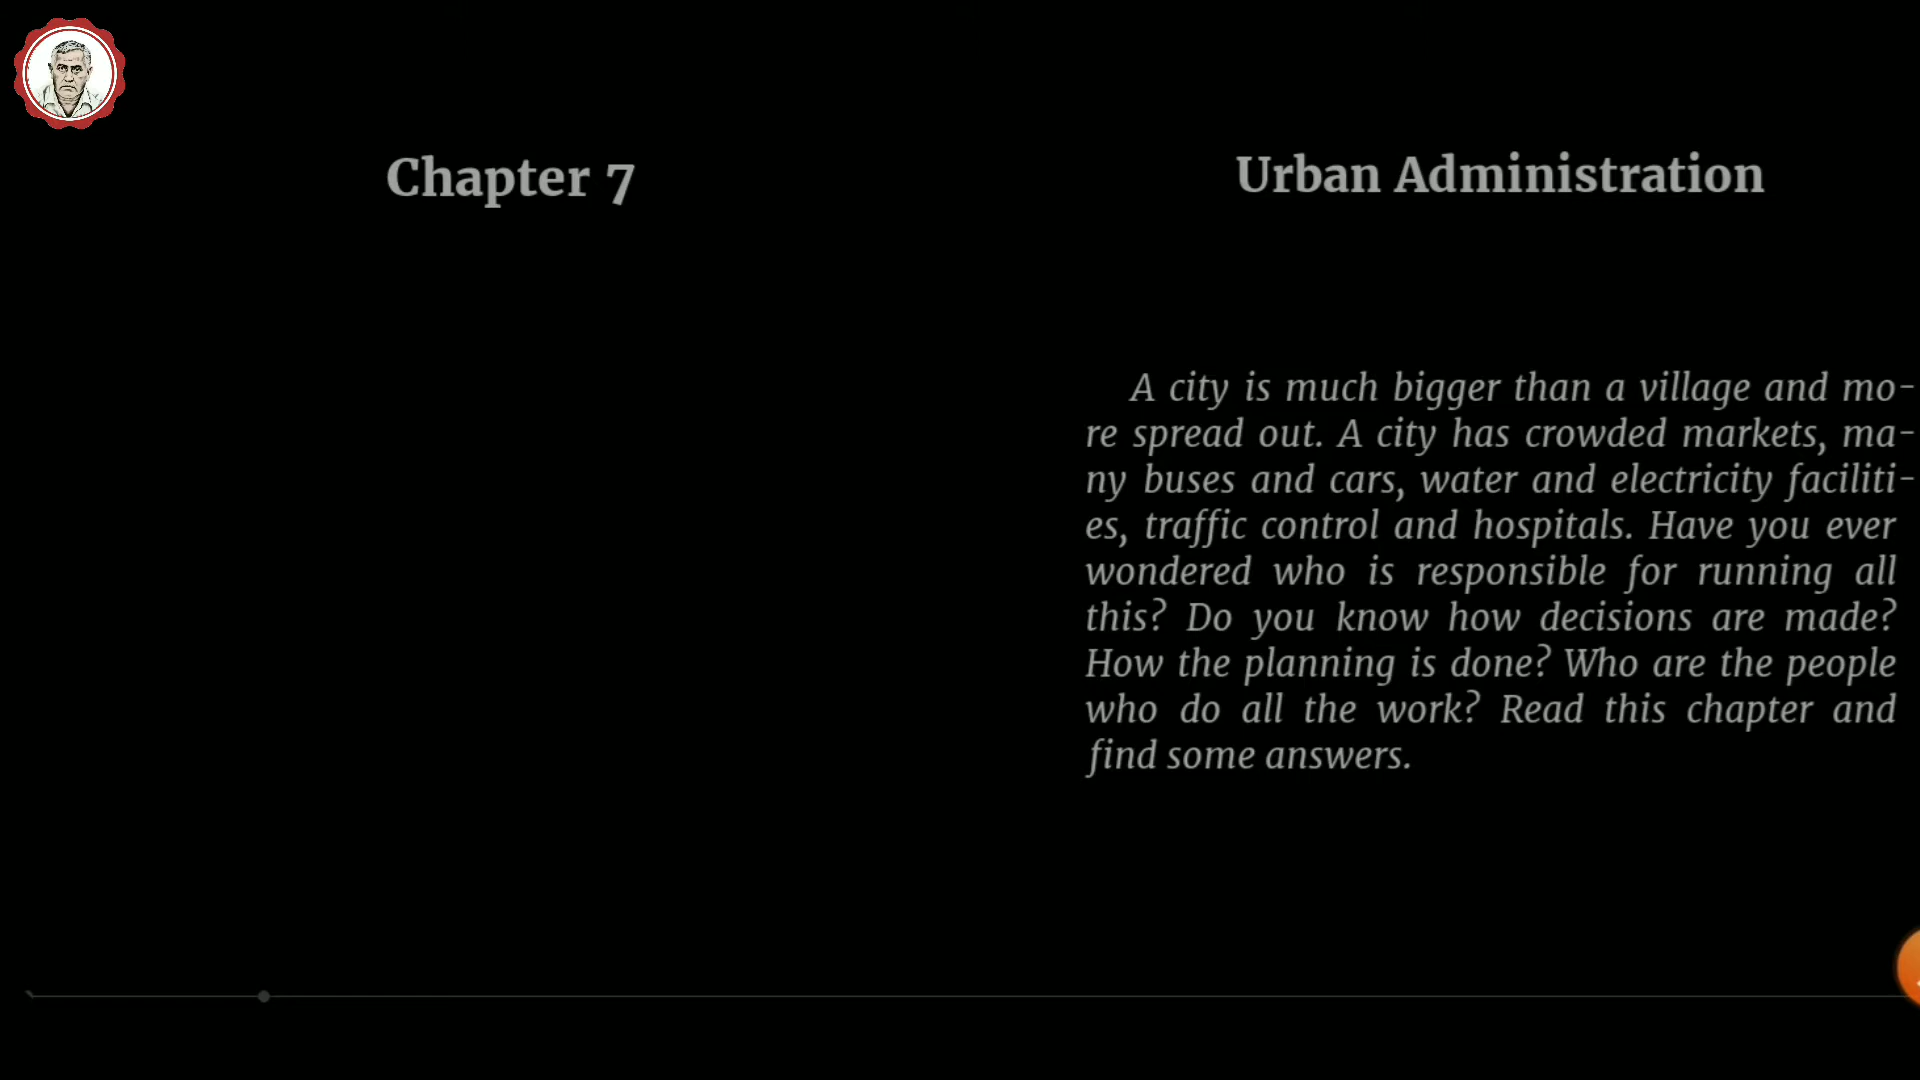 Chapter 7
Urban Administration
A city is much bigger than a village and mo-
re spread out. A city has crowded markets, ma-
ny buses and cars, water and electricity faciliti-
es, traffic control and hospitals. Have you ever
wondered who is responsible for running all
this? Do you know how decisions are made?
How the planning is done? Who are the people
who do all the work? Read this chapter and
find some answers.